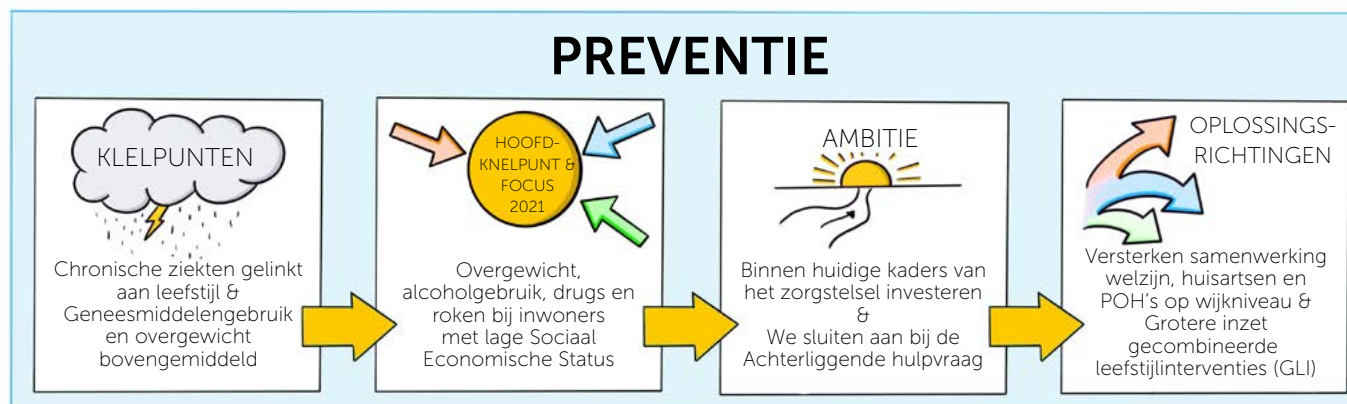 PREVENTIE
KLELPUNTEN
Chronische ziekten gelinkt
aan leefstijl &
Geneesmiddelengebruik
en overgewicht
bovengemiddeld
HOOFD-
KNELPUNT &
FOCUS
2021
Overgewicht,
alcoholgebruik, drugs en
roken bij inwoners
met lage Sociaal
Economische Status
AMBITIE
Binnen huidige kaders van
het zorgstelsel investeren
&
We sluiten aan bij de
Achterliggende hulpvraag
OPLOSSINGS-
RICHTINGEN
Versterken samenwerking
welzijn, huisartsen en
POH's op wijkniveau &
Grotere inzet
gecombineerde
leefstijlinterventies (GLI)